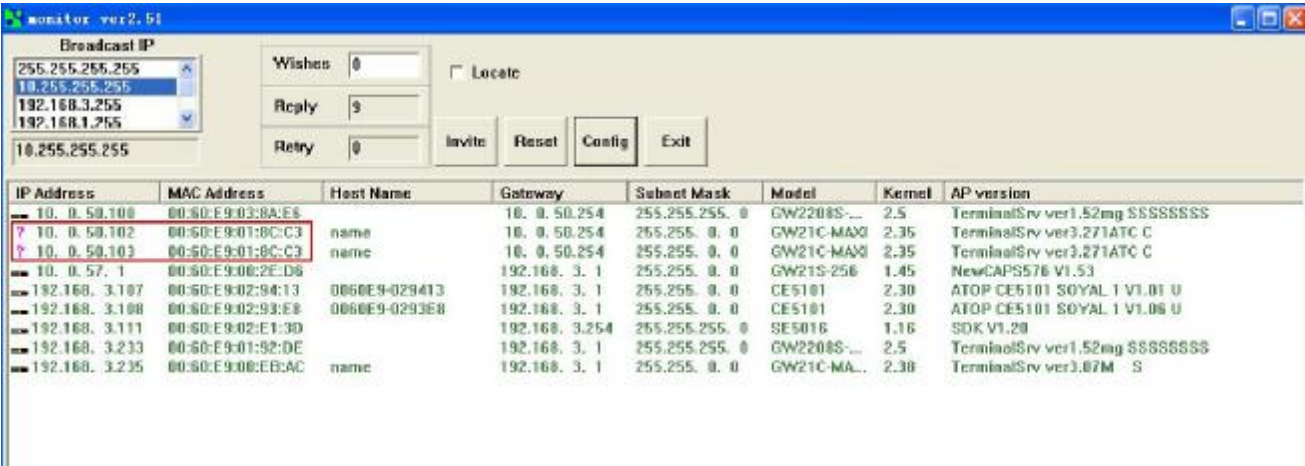 monitor ver2.51
Broadcast IP
255.255.255.255
10.255.255.255
192.168.3.255
192.168.1.255
10.255.255.255
Wishes 0
Reply 9
Retry 0
Locate
Invite Reset Config Exit
IP Address MAC Address Host Name Gateway Subnet Mask Model Kernel AP version
10. 0. 50.100 00:60:E9:03:8A:E6 10. 0. 50.254 255.255.255. 0 GW2208S-... 2.5 TerminalSrv ver1.52mg SSSSSSSS
? 10. 0. 50.102 00:60:E9:01:8C:C3 name 10. 0. 50.254 255.255. 0. 0 GW21C-MAXI 2.35 TerminalSrv ver3.271ATC C
? 10. 0. 50.103 00:60:E9:01:8C:C3 name 10. 0. 50.254 255.255. 0. 0 GW21C-MAXI 2.35 TerminalSrv ver3.271ATC C
10. 0. 57. 1 00:60:E9:00:2E:D6 192.168. 3. 1 255.255. 0. 0 GW21S-256 1.45 NewCAPS576 V1.53
192.168. 3.107 00:60:E9:02:94:13 0060E9-029413 192.168. 3. 1 255.255. 0. 0 CE5101 2.30 ATOP CE5101 SOYAL 1 V1.01 U
192.168. 3.108 00:60:E9:02:93:E8 0060E9-0293E8 192.168. 3. 1 255.255. 0. 0 CE5101 2.30 ATOP CE5101 SOYAL 1 V1.06 U
192.168. 3.111 00:60:E9:02:E1:3D 192.168. 3.254 255.255.255. 0 SE5016 1.16 SDK V1.20
192.168. 3.233 00:60:E9:01:92:DE 192.168. 3. 1 255.255.255. 0 GW2208S-... 2.5 TerminalSrv ver1.52mg SSSSSSSS
192.168. 3.235 00:60:E9:00:EB:AC name 192.168. 3. 1 255.255. 0. 0 GW21C-MA... 2.38 TerminalSrv ver3.07M S